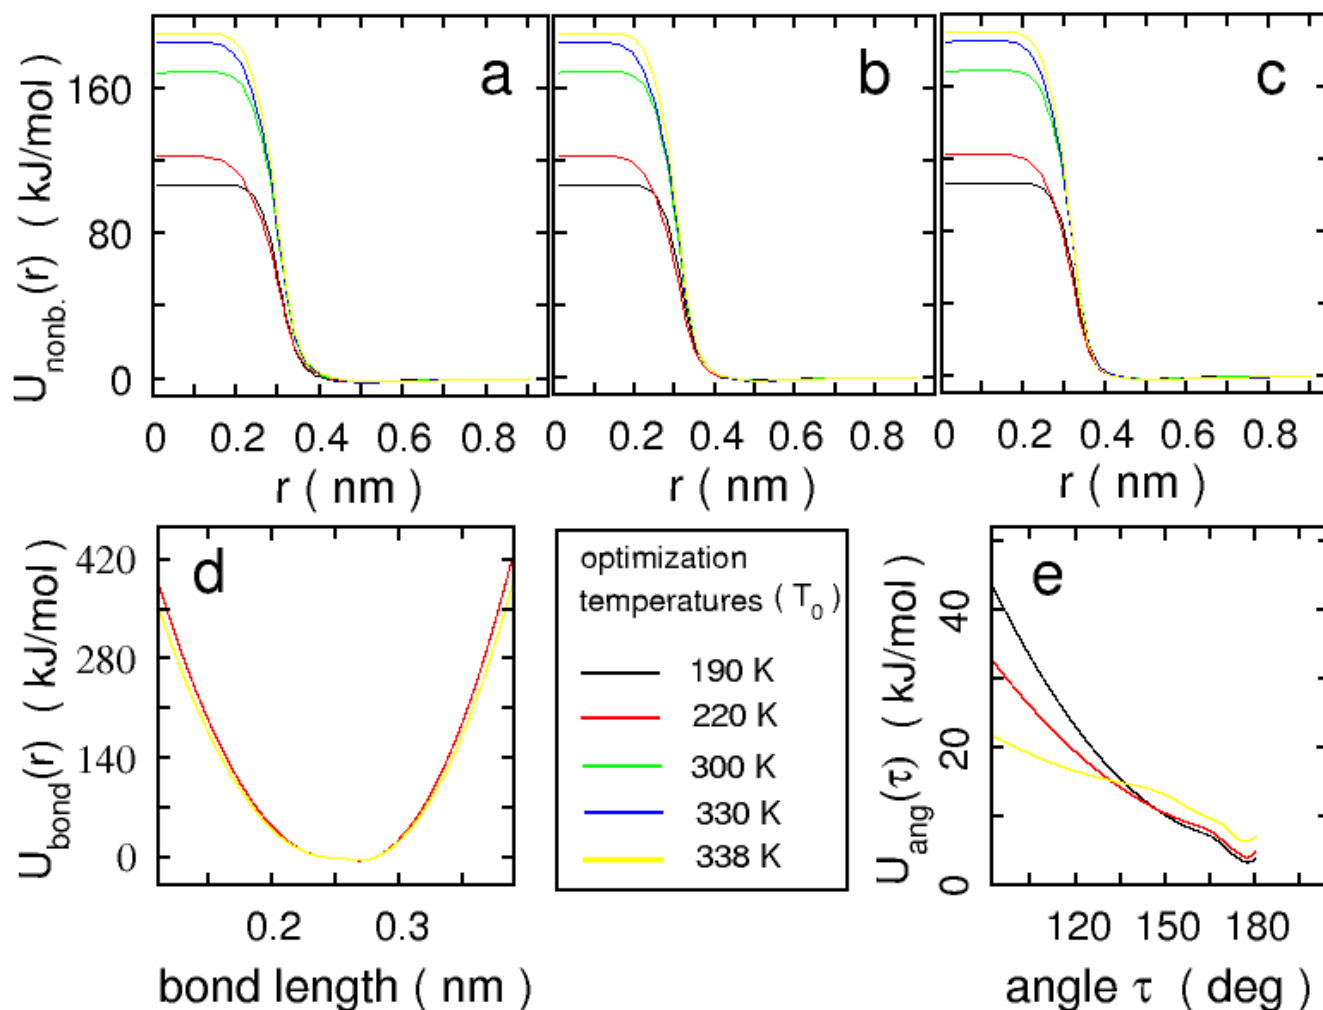 a
b
c
160
80
0
U_nonb.(r) ( kJ/mol )
0 0.2 0.4 0.6 0.8
0 0.2 0.4 0.6 0.8
0 0.2 0.4 0.6 0.8
r ( nm )
r ( nm )
r ( nm )
d
420
280
140
0
U_bond(r) ( kJ/mol )
0.2 0.3
bond length ( nm )
optimization
temperatures ( T_0 )
190 K
220 K
300 K
330 K
338 K
e
40
20
0
U_ang(τ) ( kJ/mol )
120 150 180
angle τ ( deg )